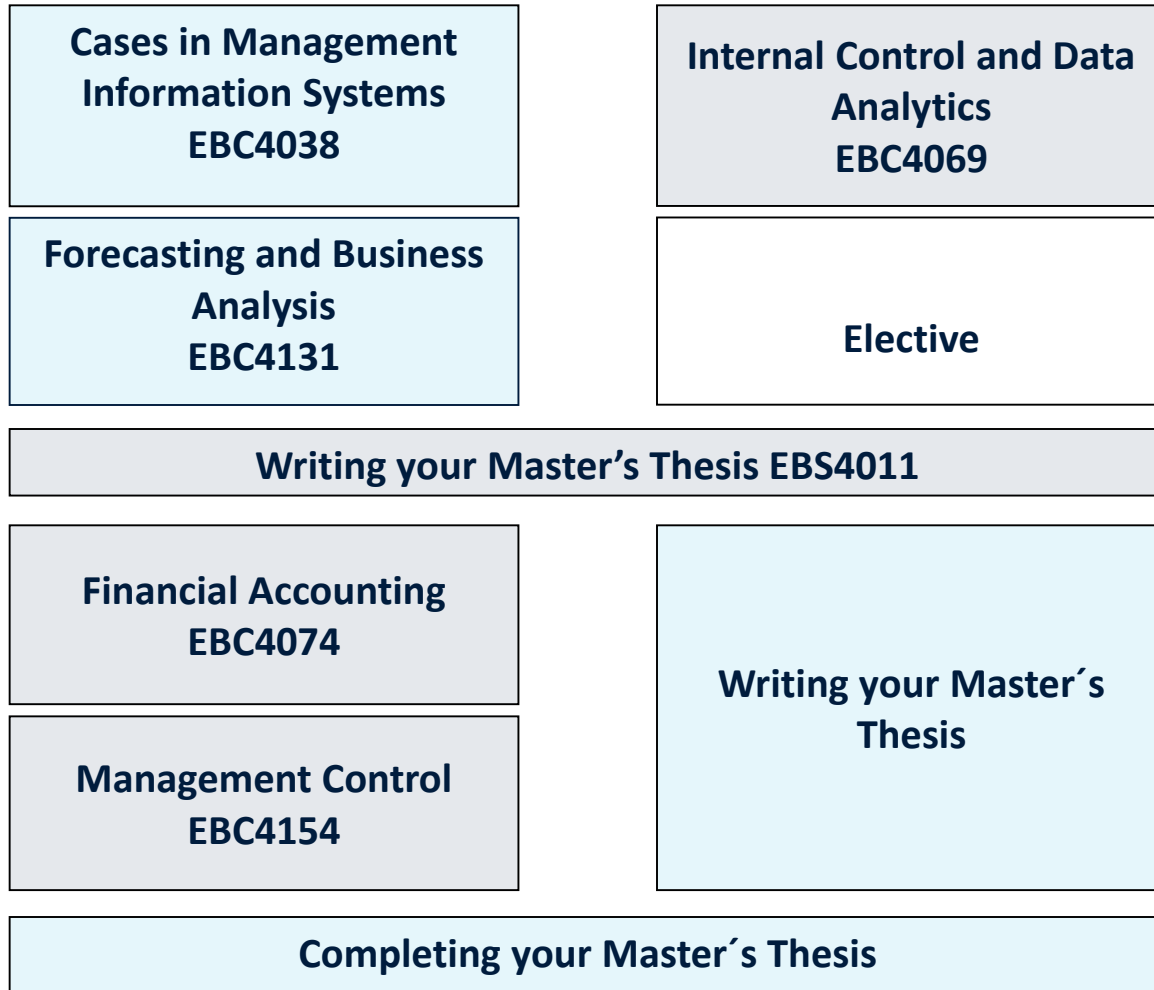 Cases in Management
Information Systems
EBC4038
Internal Control and Data
Analytics
EBC4069
Forecasting and Business
Analysis
EBC4131
Elective
Writing your Master’s Thesis EBS4011
Financial Accounting
EBC4074
Management Control
EBC4154
Writing your Master´s
Thesis
Completing your Master´s Thesis